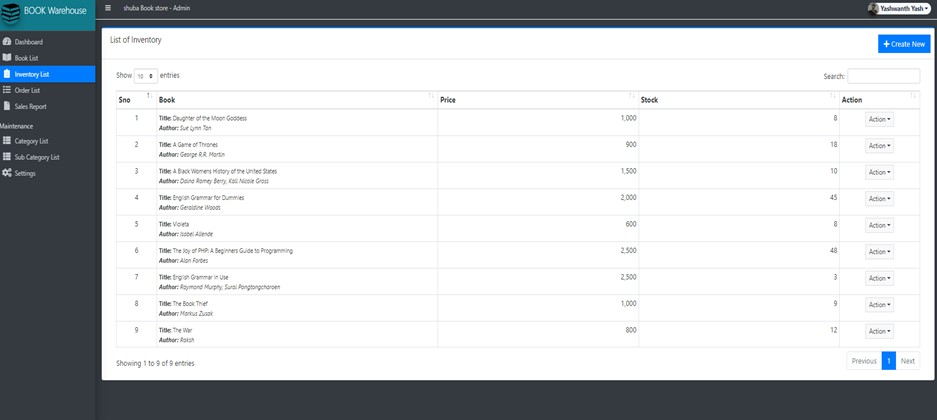 BOOK Warehouse
shuba Book store - Admin
Yashwanth Yash
Dashboard
Book List
Inventory List
Order List
Sales Report
Maintenance
Category List
Sub Category List
Settings
List of Inventory
+ Create New
Show 10 entries
Search:
Sno Book Price Stock Action
1 Title: Daughter of the Moon Goddess 1,000 8 Action
Author: Sue Lynn Tan
2 Title: A Game of Thrones 900 18 Action
Author: George R.R. Martin
3 Title: A Black Womens History of the United States 1,500 10 Action
Author: Daina Ramey Berry, Kali Nicole Gross
4 Title: English Grammar for Dummies 2,000 45 Action
Author: Geraldine Woods
5 Title: Violeta 600 8 Action
Author: Isabel Allende
6 Title: The Joy of PHP: A Beginners Guide to Programming 2,500 48 Action
Author: Alan Forbes
7 Title: English Grammar in Use 2,500 3 Action
Author: Raymond Murphy, Surai Pongtongcharoen
8 Title: The Book Thief 1,000 9 Action
Author: Markus Zusak
9 Title: The War 800 12 Action
Author: Raksh
Showing 1 to 9 of 9 entries
Previous 1 Next